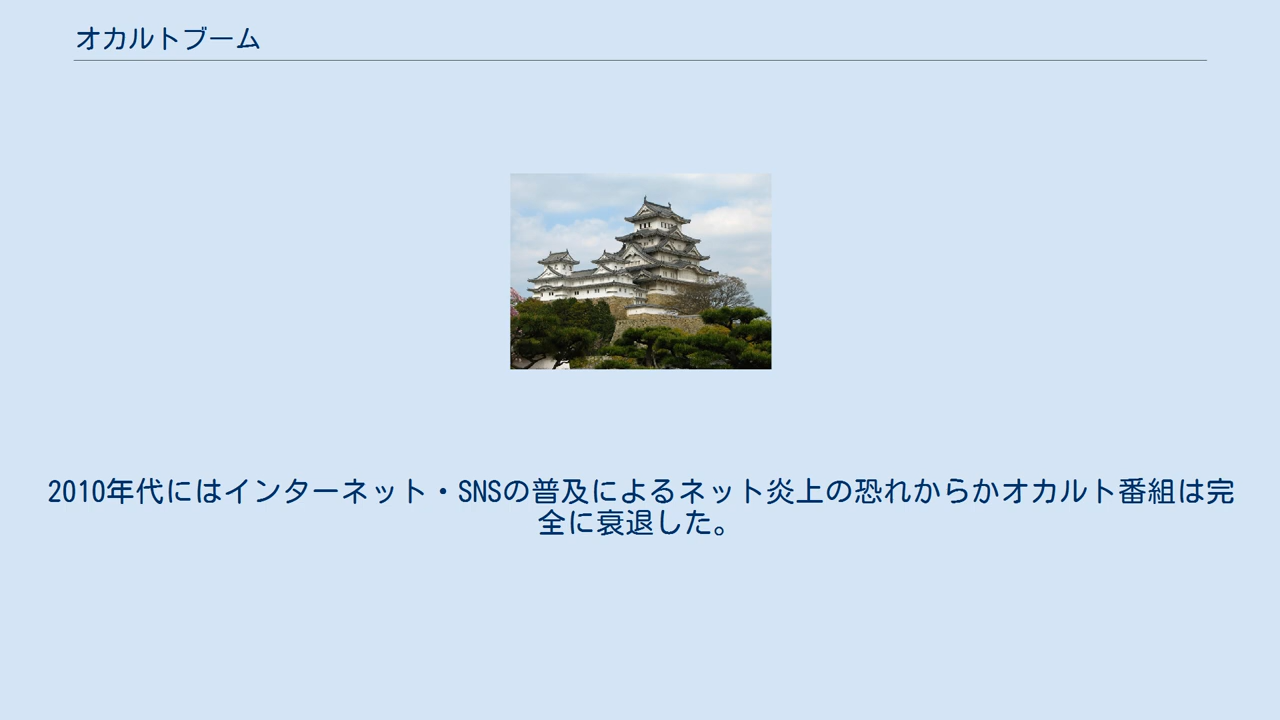 オカルトブーム
2010年代にはインターネット・SNSの普及によるネット炎上の恐れからかオカルト番組は完
全に衰退した。